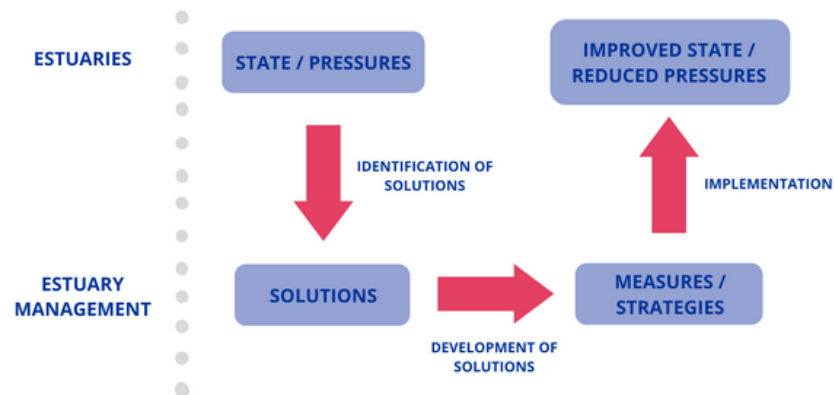 ESTUARIES
STATE / PRESSURES
IMPROVED STATE /
REDUCED PRESSURES
IDENTIFICATION OF
SOLUTIONS
IMPLEMENTATION
ESTUARY
MANAGEMENT
SOLUTIONS
MEASURES /
STRATEGIES
DEVELOPMENT OF
SOLUTIONS